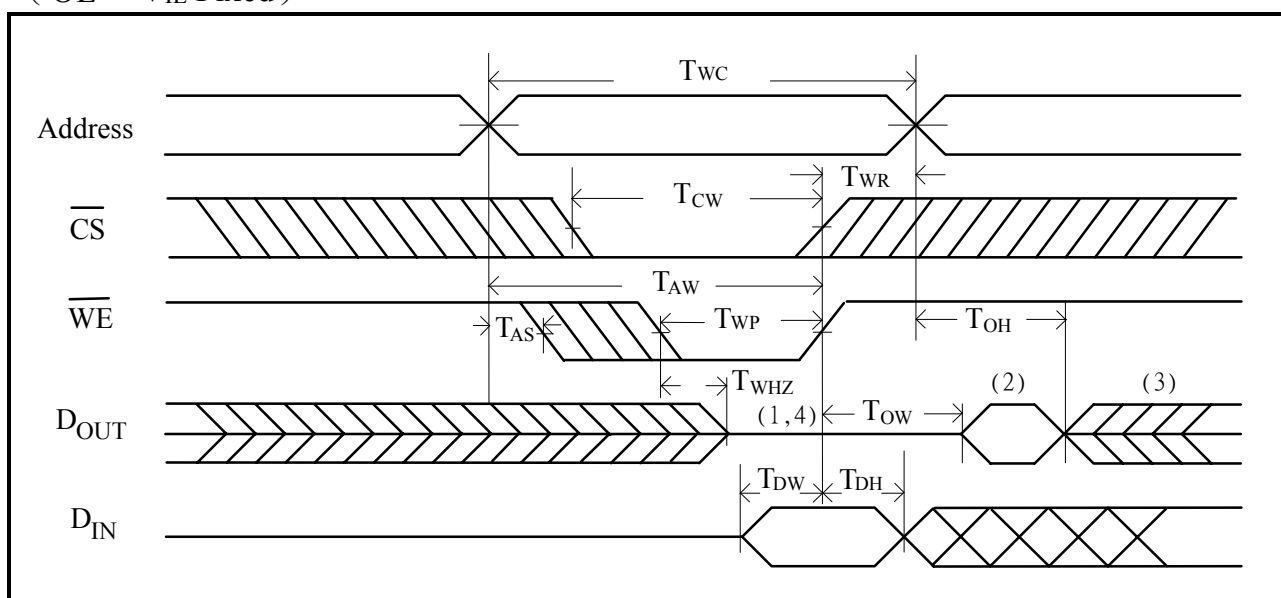 TWC
Address
TWR
TCW
CS
TAW
WE
TWP
TAS
TOH
TWHZ
(2)
(3)
(1,4)
DOUT
TOW
TDW
TDH
DIN